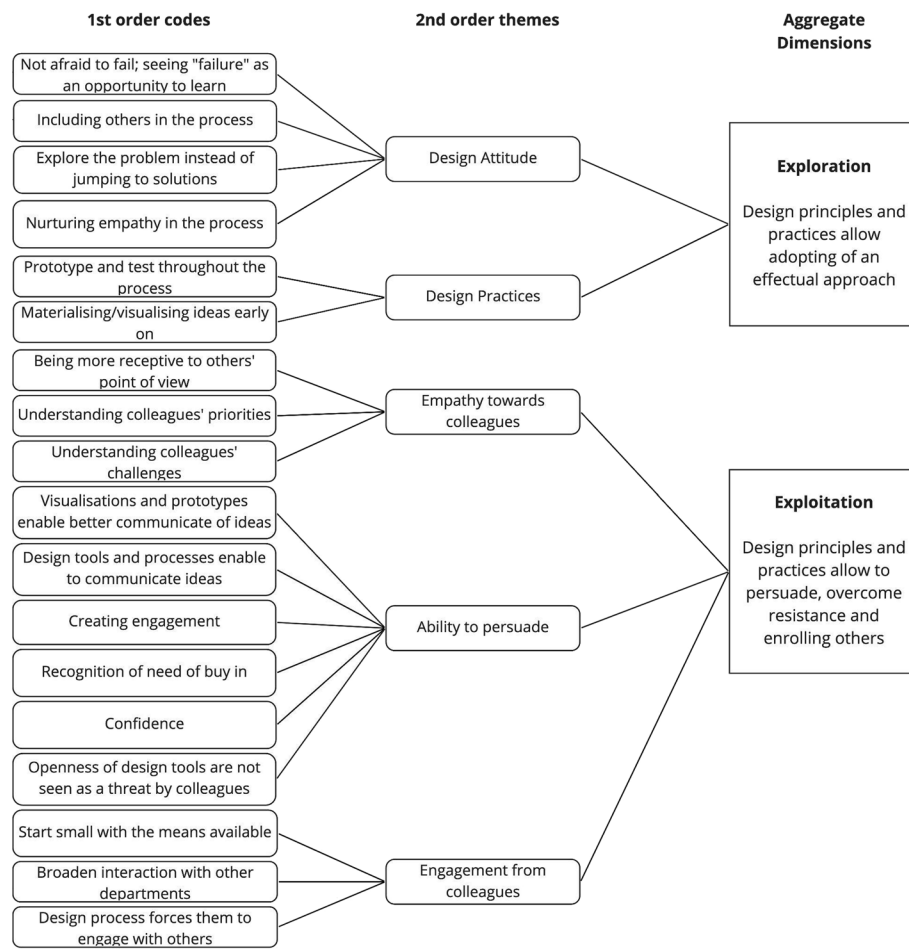 1st order codes
2nd order themes
Aggregate
Dimensions
Not afraid to fail; seeing "failure" as
an opportunity to learn
Including others in the process
Explore the problem instead of
jumping to solutions
Nurturing empathy in the process
Prototype and test throughout the
process
Materialising/visualising ideas early
on
Being more receptive to others'
point of view
Understanding colleagues' priorities
Understanding colleagues'
challenges
Visualisations and prototypes
enable better communicate of ideas
Design tools and processes enable
to communicate ideas
Creating engagement
Recognition of need of buy in
Confidence
Openness of design tools are not
seen as a threat by colleagues
Start small with the means available
Broaden interaction with other
departments
Design process forces them to
engage with others
Design Attitude
Design Practices
Empathy towards
colleagues
Ability to persuade
Engagement from
colleagues
Exploration
Design principles and
practices allow
adopting of an
effectual approach
Exploitation
Design principles and
practices allow to
persuade, overcome
resistance and
enrolling others